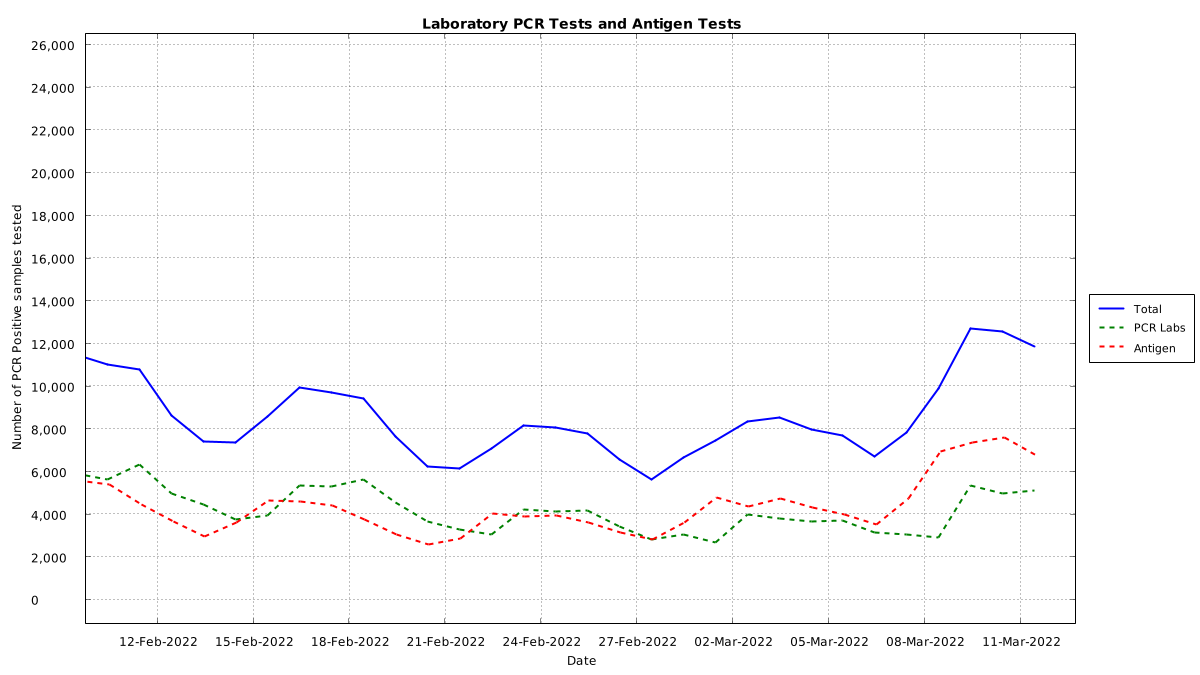 Laboratory PCR Tests and Antigen Tests
26,000
24,000
22,000
20,000
18,000
16,000
14,000
12,000
10,000
8,000
6,000
4,000
2,000
0
Number of PCR Positive samples tested
12-Feb-2022 15-Feb-2022 18-Feb-2022 21-Feb-2022 24-Feb-2022 27-Feb-2022 02-Mar-2022 05-Mar-2022 08-Mar-2022 11-Mar-2022
Date
Total
PCR Labs
Antigen